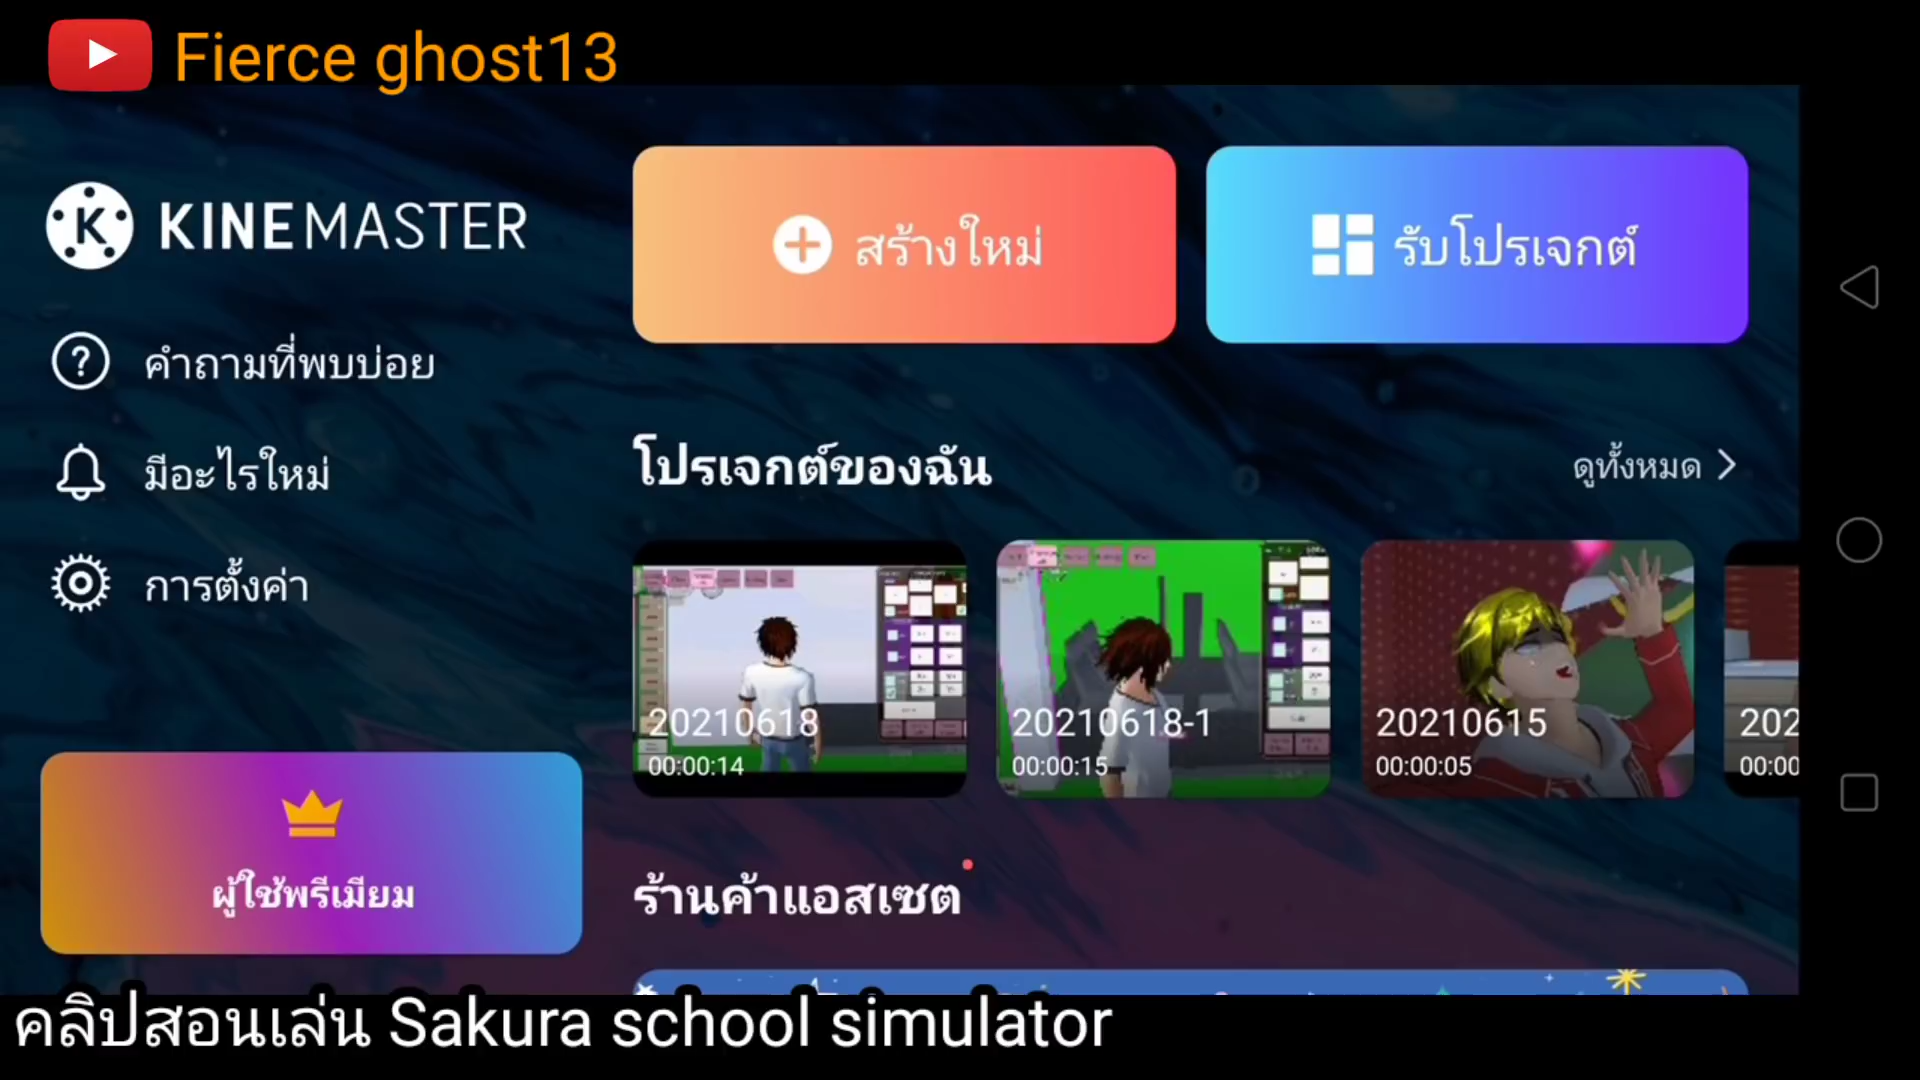 Fierce ghost13
KINEMASTER
คำถามที่พบบ่อย
มีอะไรใหม่
การตั้งค่า
ผู้ใช้พรีเมียม
สร้างใหม่
รับโปรเจกต์
โปรเจกต์ของฉัน
ดูทั้งหมด
20210618
00:00:14
20210618-1
00:00:15
20210615
00:00:05
202
00:00
ร้านค้าแอสเซต
คลิปสอนเล่น Sakura school simulator